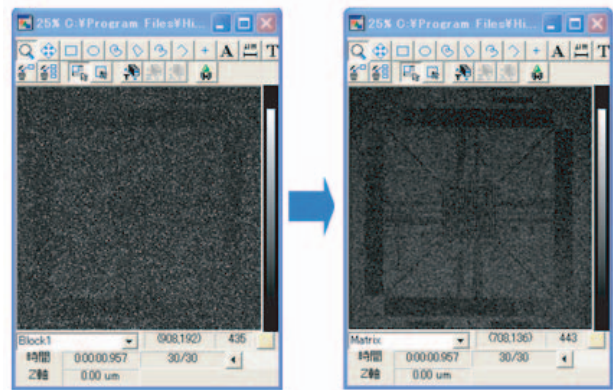 25% C:¥Program Files¥Hi...
A T
Block1 (908,192) 435
時間 0:00:00.957 30/30
Z軸 0.00 um
25% C:¥Program Files¥Hi...
A T
Matrix (708,136) 443
時間 0:00:00.957 30/30
Z軸 0.00 um